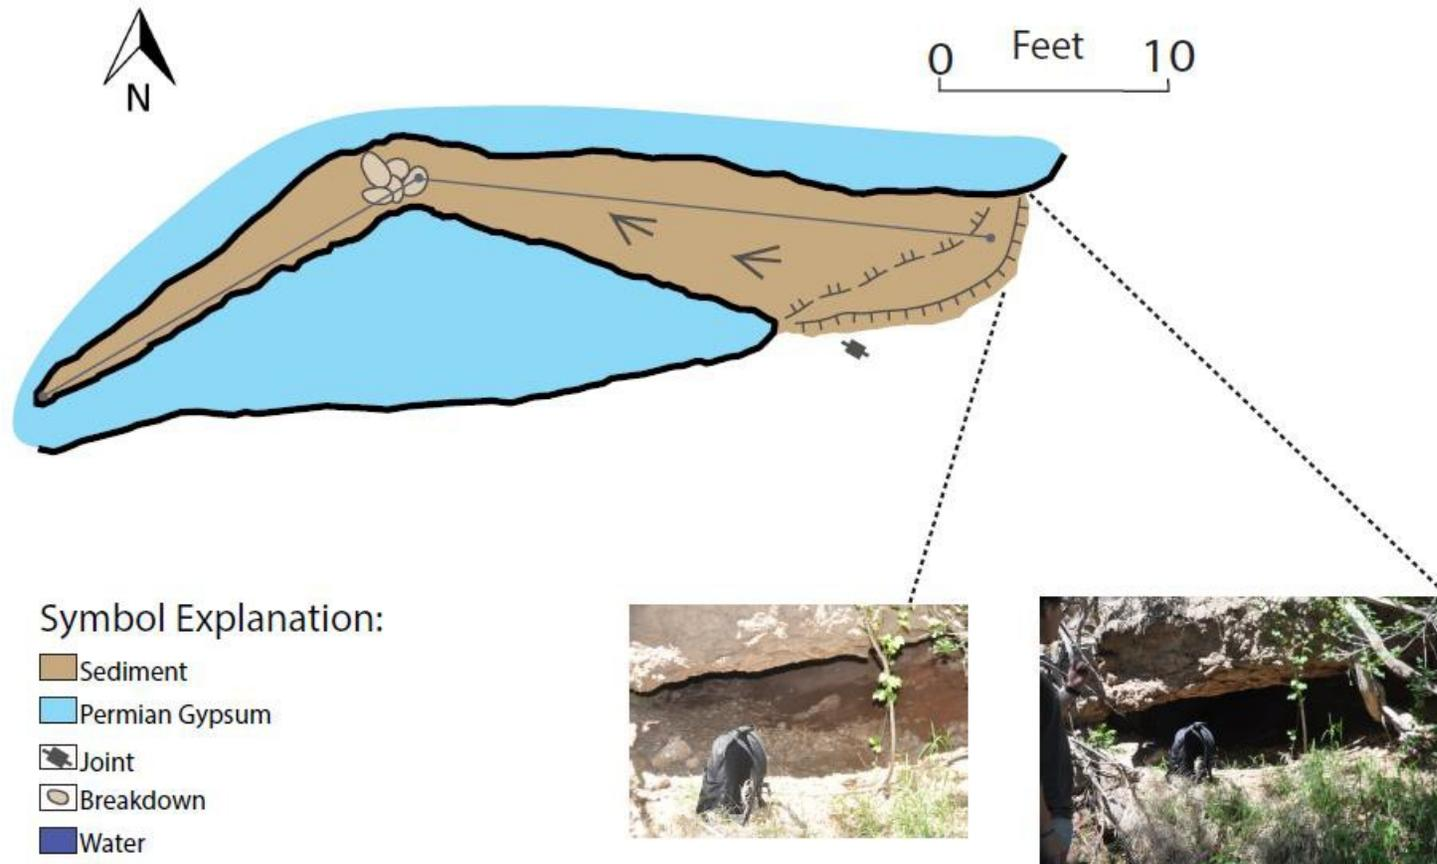 N
0 Feet 10
Symbol Explanation:
Sediment
Permian Gypsum
Joint
Breakdown
Water